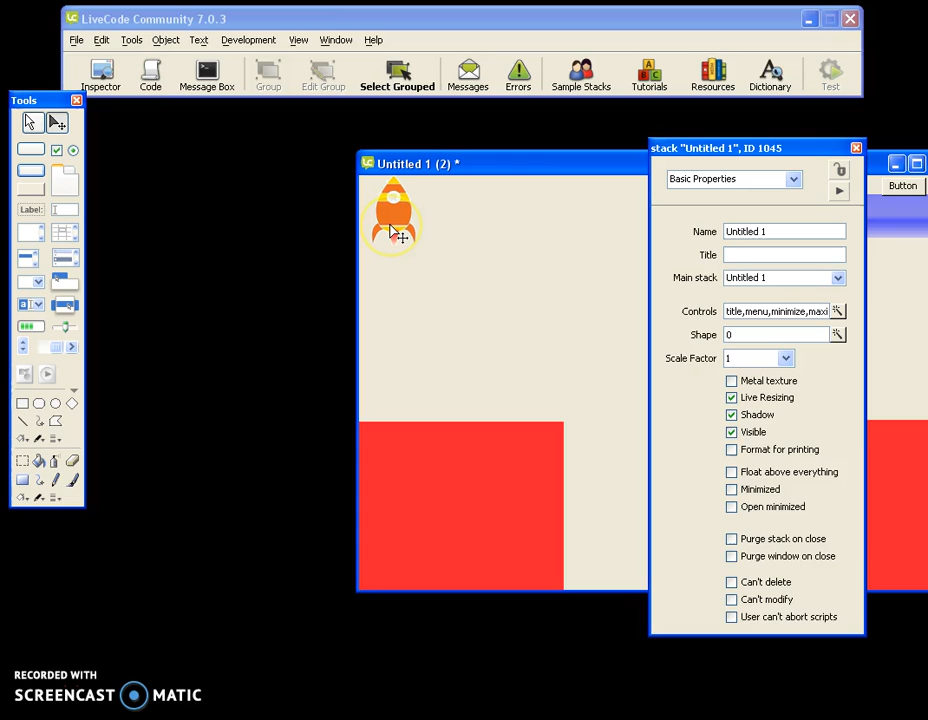 LiveCode Community 7.0.3
File Edit Tools Object Text Development View Window Help
Inspector Code Message Box Group Edit Group Select Grouped Messages Errors Sample Stacks Tutorials Resources Dictionary Test
Tools
Label:
Untitled 1 (2) *
stack "Untitled 1", ID 1045
Basic Properties
Button
Name Untitled 1
Title
Main stack Untitled 1
Controls title,menu,minimize,maxi
Shape 0
Scale Factor 1
Metal texture
Live Resizing
Shadow
Visible
Format for printing
Float above everything
Minimized
Open minimized
Purge stack on close
Purge window on close
Can't delete
Can't modify
User can't abort scripts
RECORDED WITH
SCREENCAST MATIC